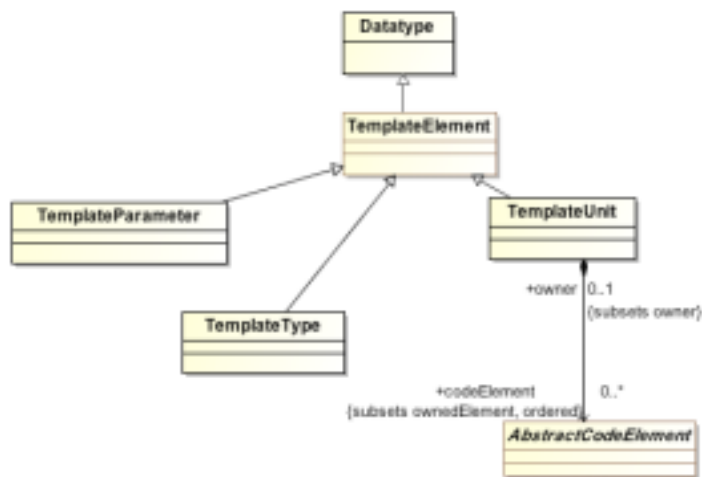 Datatype
TemplateElement
TemplateParameter
TemplateUnit
+owner 0..1
{subsets owner}
TemplateType
+codeElement 0..*
{subsets ownedElement, ordered}
AbstractCodeElement